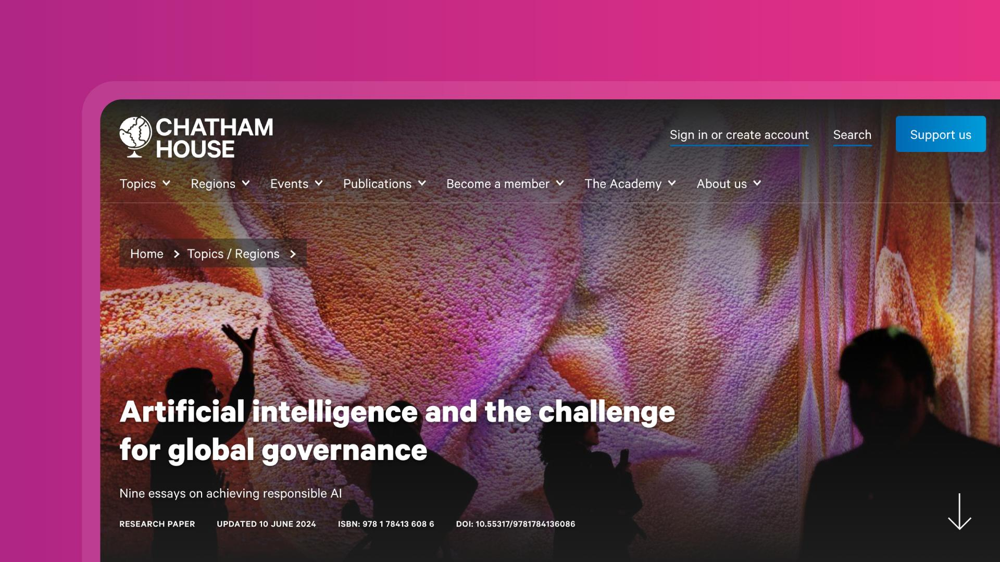 CHATHAM
HOUSE
Sign in or create account
Search
Support us
Topics
Regions
Events
Publications
Become a member
The Academy
About us
Home
Topics / Regions
Artificial intelligence and the challenge
for global governance
Nine essays on achieving responsible AI
RESEARCH PAPER
UPDATED 10 JUNE 2024
ISBN: 978 1 78413 608 6
DOI: 10.55317/9781784136086